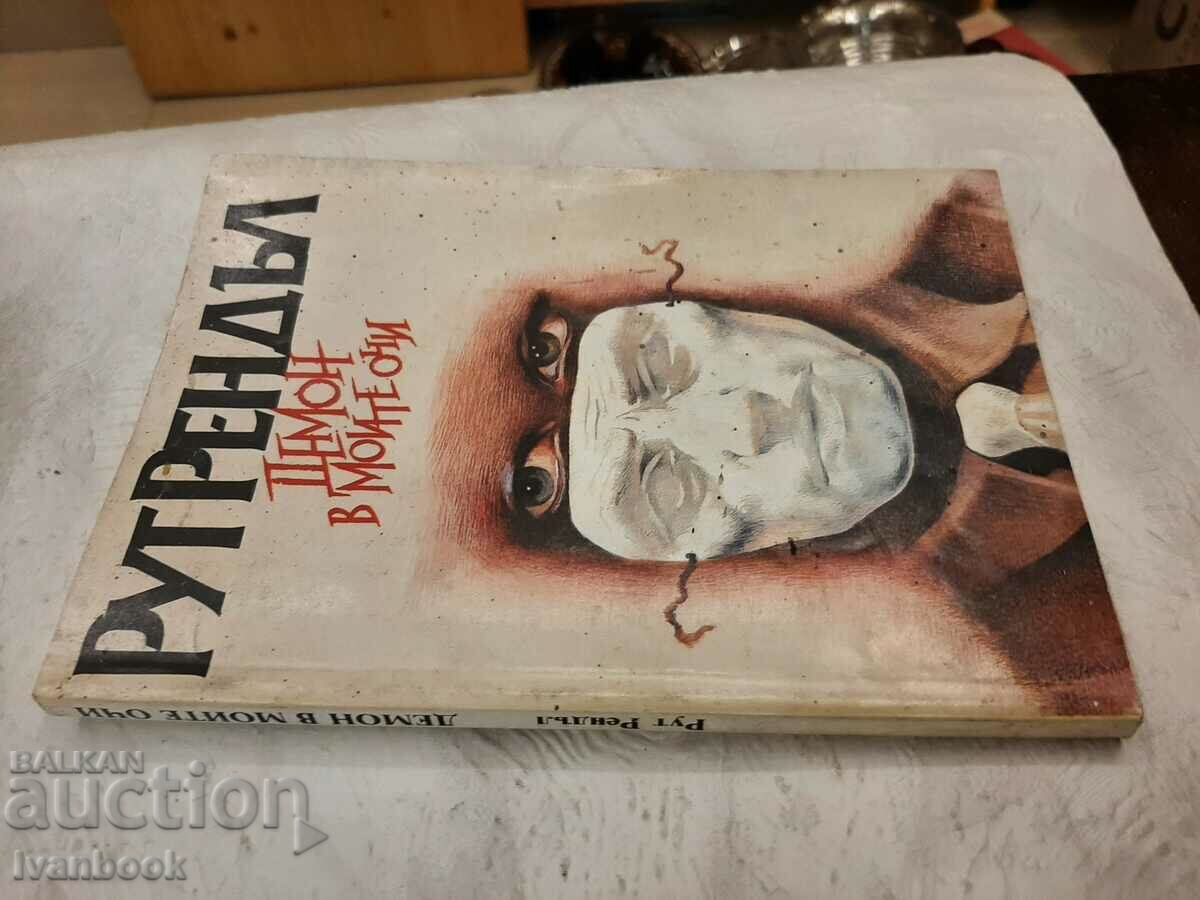 РУТ РЕНДЪЛ
ДЕМОН
В МОИТЕ ОЧИ
Рут Рендъл
ДЕМОН В МОИТЕ ОЧИ
BALKAN
auction
Ivanbook